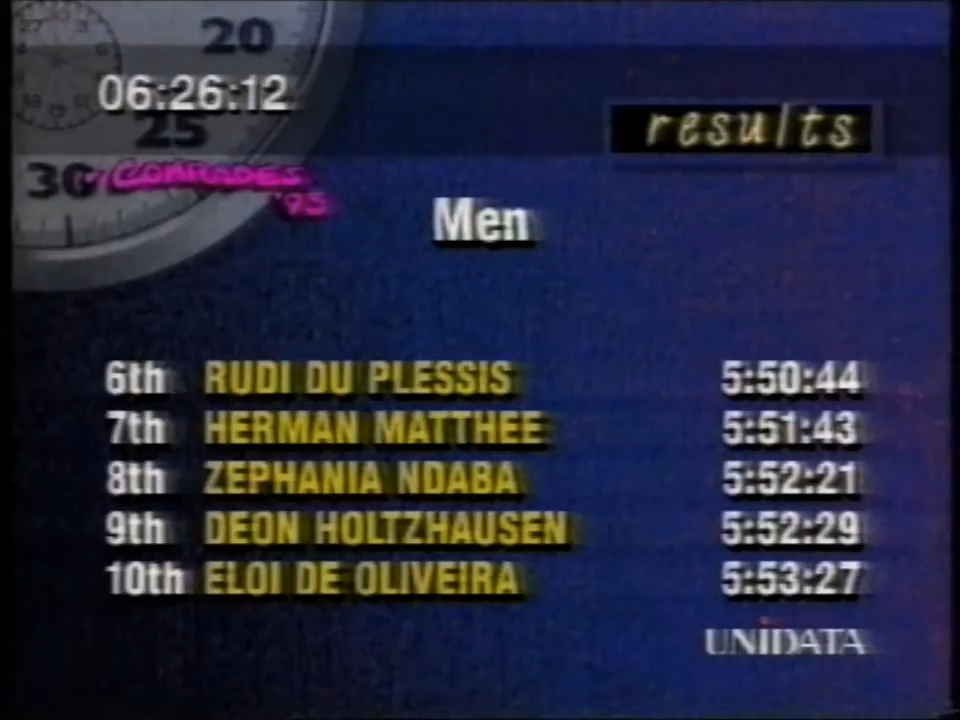 20
06:26:12
25
results
30
COMRADES
'95
Men
6th RUDI DU PLESSIS 5:50:44
7th HERMAN MATTHEE 5:51:43
8th ZEPHANIA NDABA 5:52:21
9th DEON HOLTZHAUSEN 5:52:29
10th ELOI DE OLIVEIRA 5:53:27
UNIDATA